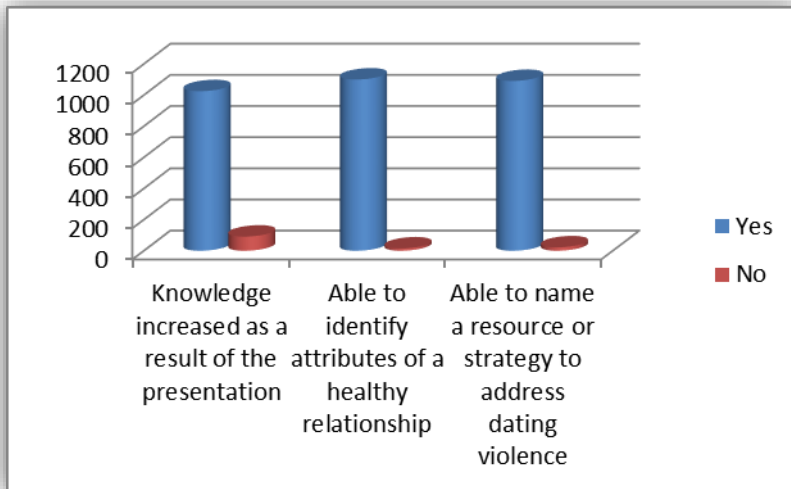 1200
1000
800
600
400
200
0
Knowledge
increased as a
result of the
presentation
Able to
identify
attributes of a
healthy
relationship
Able to name
a resource or
strategy to
address
dating
violence
Yes
No